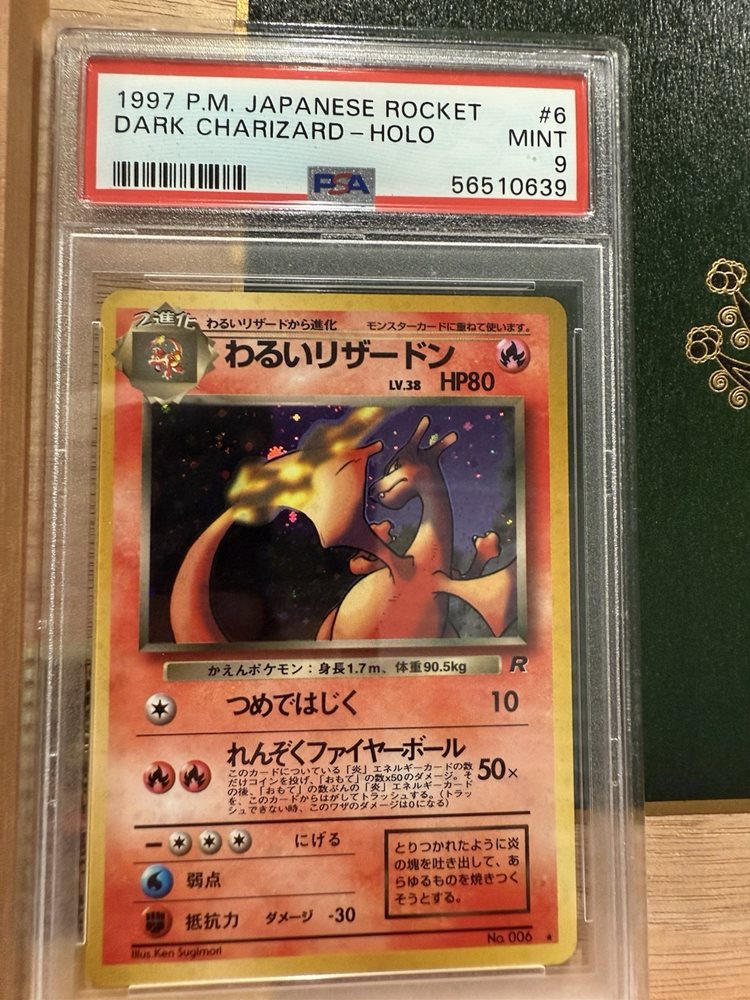 1997 P.M. JAPANESE ROCKET #6
DARK CHARIZARD - HOLO MINT
9
PSA 56510639
2進化 わるいリザードから進化 モンスターカードに重ねて使います。
わるいリザードン
LV.38 HP80
かえんポケモン：身長1.7m、体重90.5kg R
つめではじく 10
れんぞくファイヤーボール
このカードについている「炎」エネルギーカードの数
だけコインを投げ、「おもて」の数x50のダメージ。そ
の後、「おもて」の数ぶんの「炎」エネルギーカード
を、このカードからはがしてトラッシュする。（トラッ
シュできない時、このワザのダメージは0になる）
50×
にげる
弱点
抵抗力 ダメージ -30
とりつかれたように炎
の塊を吐き出して、あ
らゆるものを焼きつく
そうとする。
No. 006
Illus. Ken Sugimori